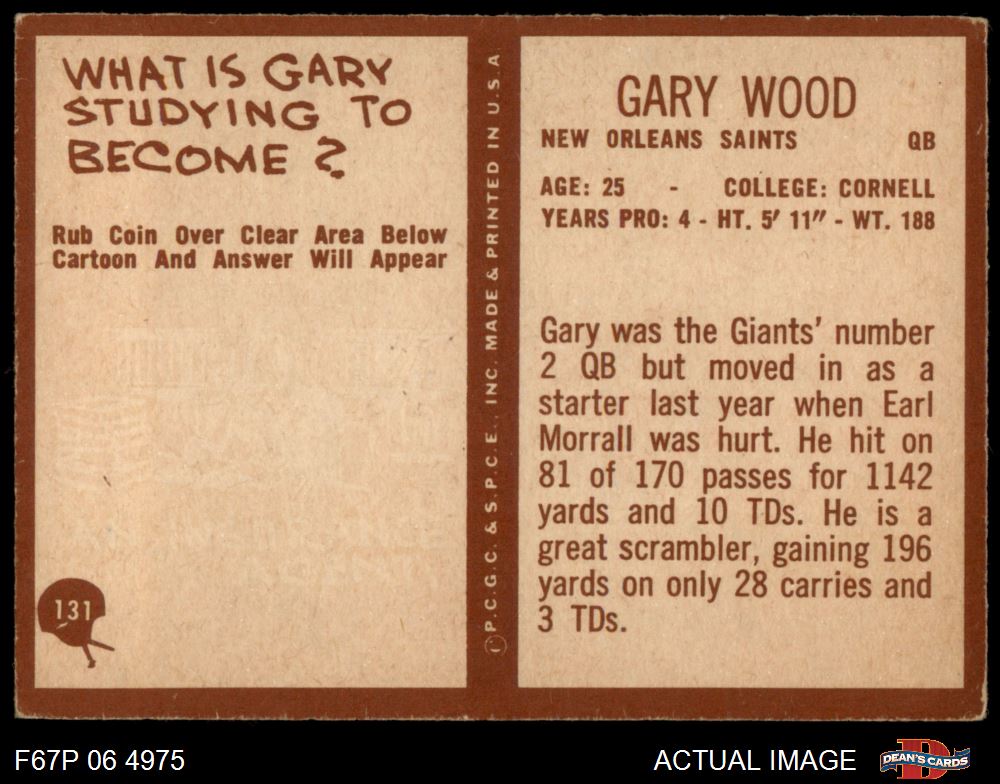 WHAT IS GARY
STUDYING TO
BECOME?
Rub Coin Over Clear Area Below
Cartoon And Answer Will Appear
131
© P.C.G.C. & S.P.C.E., INC. MADE & PRINTED IN U.S.A
GARY WOOD
NEW ORLEANS SAINTS QB
AGE: 25 - COLLEGE: CORNELL
YEARS PRO: 4 - HT. 5' 11" - WT. 188
Gary was the Giants' number
2 QB but moved in as a
starter last year when Earl
Morrall was hurt. He hit on
81 of 170 passes for 1142
yards and 10 TDs. He is a
great scrambler, gaining 196
yards on only 28 carries and
3 TDs.
F67P 06 4975
ACTUAL IMAGE
DEAN'S CARDS